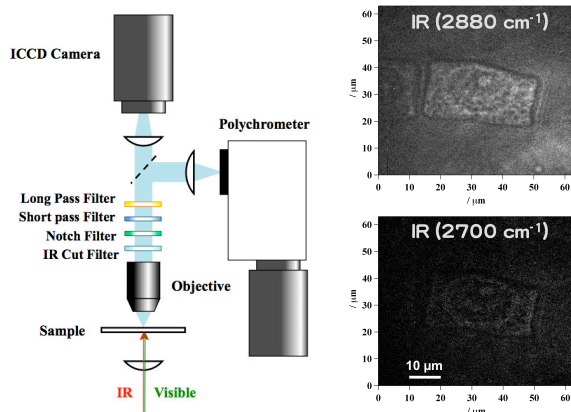 ICCD Camera
Polychrometer
Long Pass Filter
Short pass Filter
Notch Filter
IR Cut Filter
Objective
Sample
IR
Visible
IR (2880 cm⁻¹)
60
50
40
30
20
10
0
/ μm
0 10 20 30 40 50 60
/ μm
IR (2700 cm⁻¹)
60
50
40
30
20
10
0
/ μm
10 μm
0 10 20 30 40 50 60
/ μm